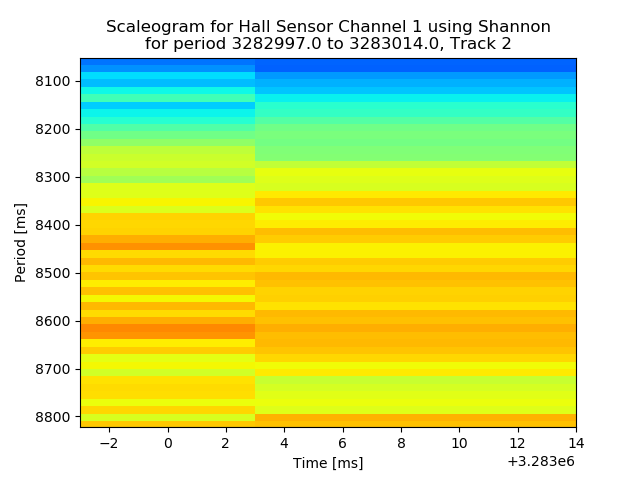 Scaleogram for Hall Sensor Channel 1 using Shannon
for period 3282997.0 to 3283014.0, Track 2
8100
8200
8300
8400
8500
8600
8700
8800
Period [ms]
−2 0 2 4 6 8 10 12 14
Time [ms]
+3.283e6